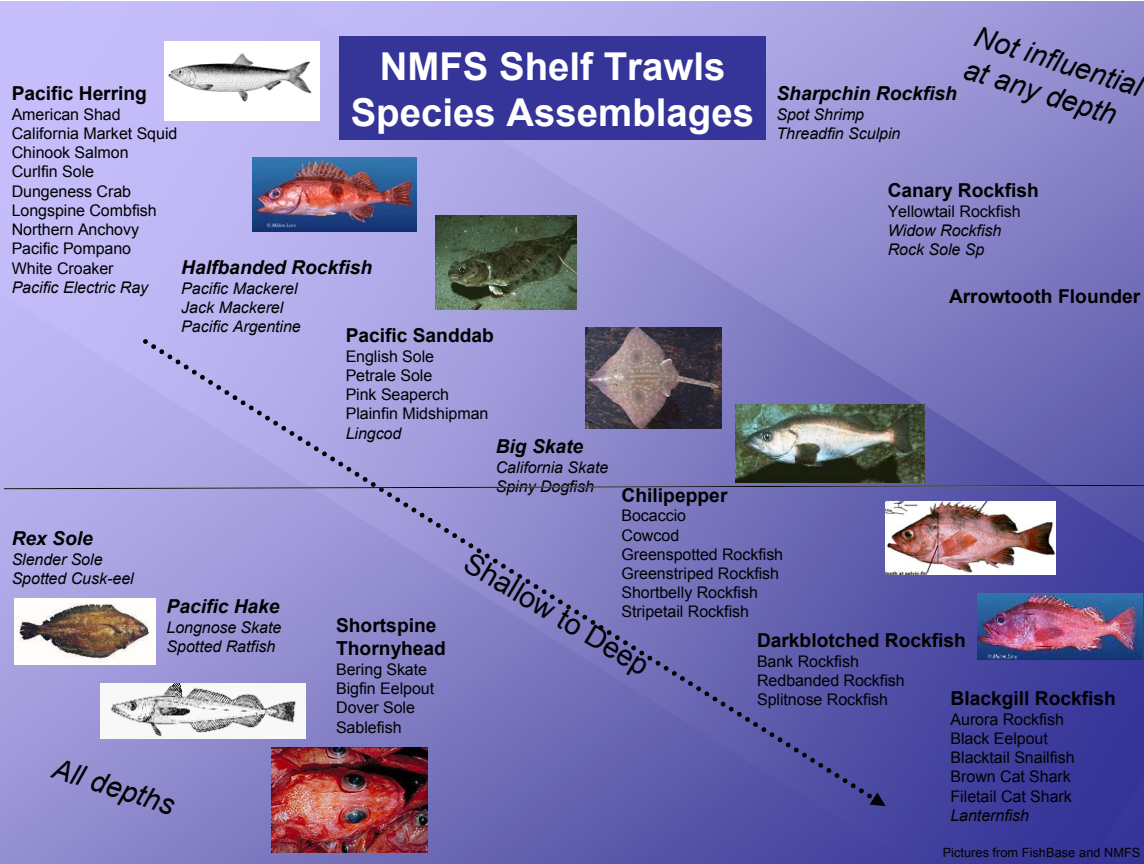 NMFS Shelf Trawls
Species Assemblages
Not influential
at any depth
Pacific Herring
American Shad
California Market Squid
Chinook Salmon
Curlfin Sole
Dungeness Crab
Longspine Combfish
Northern Anchovy
Pacific Pompano
White Croaker
Pacific Electric Ray
Sharpchin Rockfish
Spot Shrimp
Threadfin Sculpin
Canary Rockfish
Yellowtail Rockfish
Widow Rockfish
Rock Sole Sp
Arrowtooth Flounder
Halfbanded Rockfish
Pacific Mackerel
Jack Mackerel
Pacific Argentine
Pacific Sanddab
English Sole
Petrale Sole
Pink Seaperch
Plainfin Midshipman
Lingcod
Big Skate
California Skate
Spiny Dogfish
Chilipepper
Bocaccio
Cowcod
Greenspotted Rockfish
Greenstriped Rockfish
Shortbelly Rockfish
Stripetail Rockfish
Shallow to Deep
Rex Sole
Slender Sole
Spotted Cusk-eel
Pacific Hake
Longnose Skate
Spotted Ratfish
Shortspine
Thornyhead
Bering Skate
Bigfin Eelpout
Dover Sole
Sablefish
Darkblotched Rockfish
Bank Rockfish
Redbanded Rockfish
Splitnose Rockfish
Blackgill Rockfish
Aurora Rockfish
Black Eelpout
Blacktail Snailfish
Brown Cat Shark
Filetail Cat Shark
Lanternfish
All depths
Pictures from FishBase and NMFS